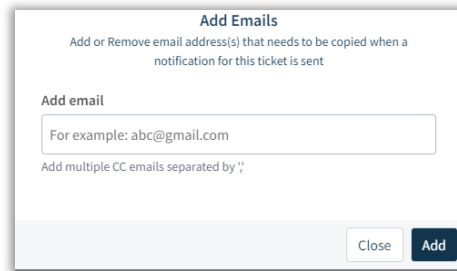 Add Emails
Add or Remove email address(s) that needs to be copied when a
notification for this ticket is sent
Add email
For example: abc@gmail.com
Add multiple CC emails separated by ','
Close
Add